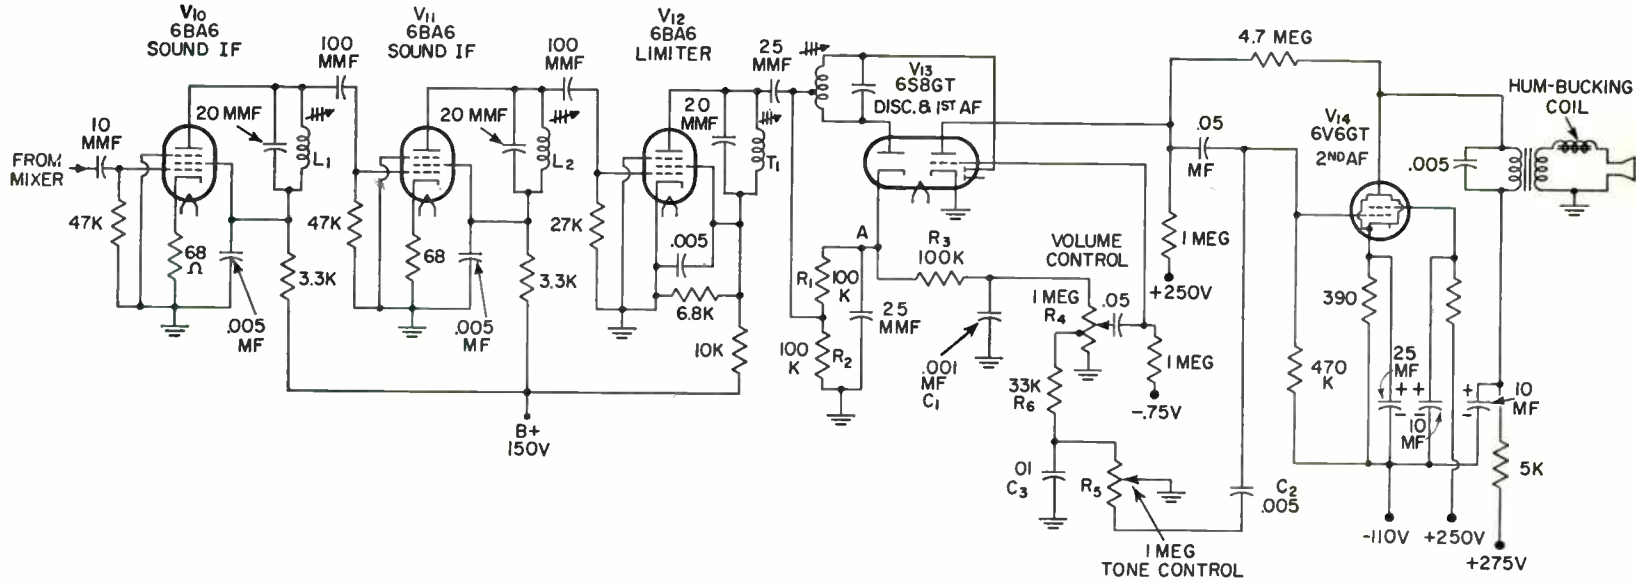 V10
6BA6
SOUND IF
10
MMF
FROM
MIXER
47K
68
Ω
.005
MF
20 MMF
L1
3.3K
100
MMF
V11
6BA6
SOUND IF
47K
68
.005
MF
20 MMF
L2
3.3K
B+
150V
100
MMF
V12
6BA6
LIMITER
27K
.005
6.8K
20
MMF
T1
10K
25
MMF
V13
6S8GT
DISC. & 1ST AF
A
R1
100
K
100
K
R2
25
MMF
R3
100K
.001
MF
C1
VOLUME
CONTROL
1 MEG
R4
.05
1 MEG
-.75V
33K
R6
01
C3
R5
1 MEG
TONE CONTROL
C2
.005
4.7 MEG
.05
MF
1 MEG
+250V
V14
6V6GT
2ND AF
470
K
390
25
MF
+
-
+
-
10
MF
+
-
10
MF
5K
-110V
+250V
+275V
.005
HUM-BUCKING
COIL